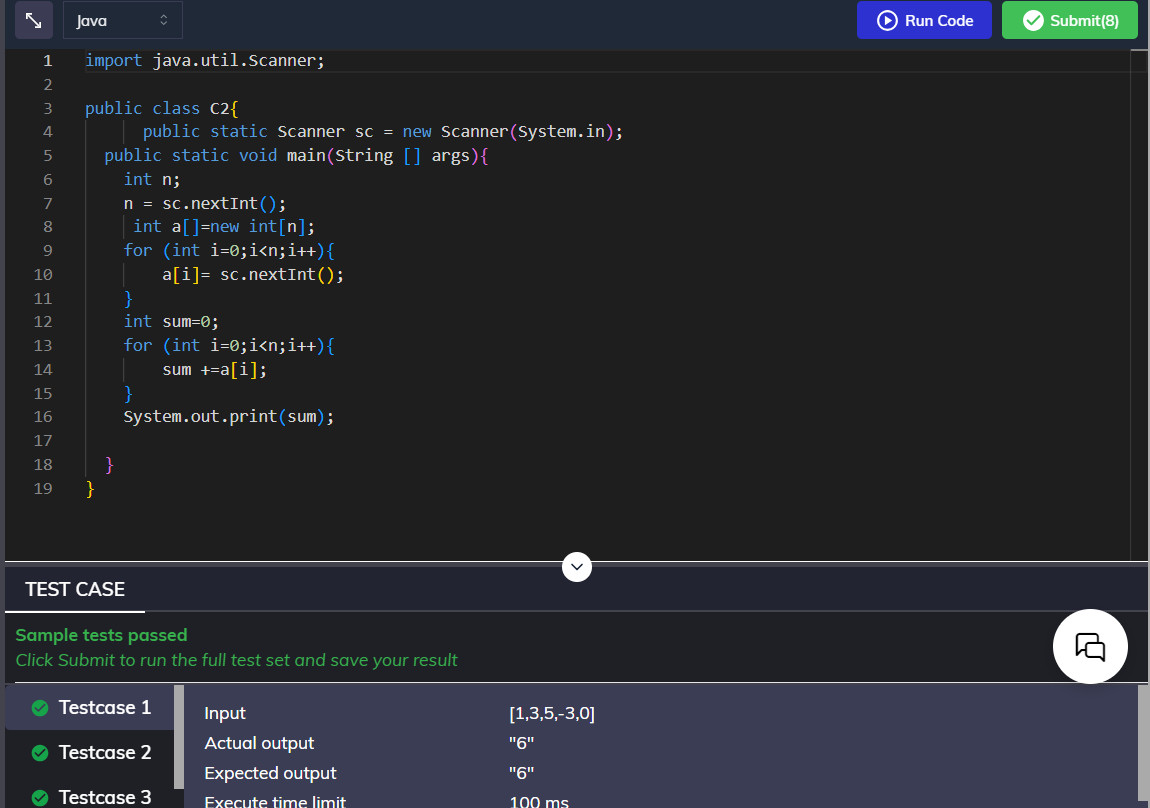 Java
Run Code
Submit(8)
1 import java.util.Scanner;
2
3 public class C2{
4 public static Scanner sc = new Scanner(System.in);
5 public static void main(String [] args){
6 int n;
7 n = sc.nextInt();
8 int a[]=new int[n];
9 for (int i=0;i<n;i++){
10 a[i]= sc.nextInt();
11 }
12 int sum=0;
13 for (int i=0;i<n;i++){
14 sum +=a[i];
15 }
16 System.out.print(sum);
17
18 }
19 }
TEST CASE
Sample tests passed
Click Submit to run the full test set and save your result
Testcase 1
Testcase 2
Testcase 3
Input [1,3,5,-3,0]
Actual output "6"
Expected output "6"
Execute time limit 100 ms